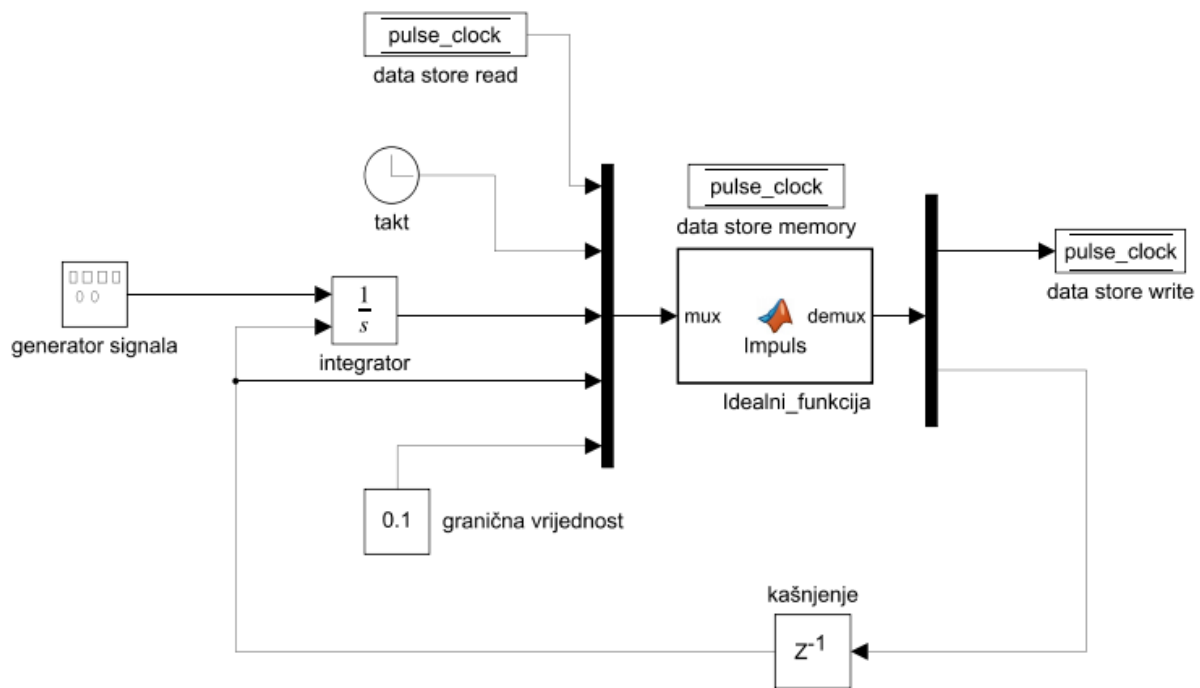 pulse_clock
data store read
takt
pulse_clock
data store memory
pulse_clock
data store write
generator signala
1
s
integrator
mux
demux
Impuls
Idealni_funkcija
0.1
granična vrijednost
kašnjenje
Z-1